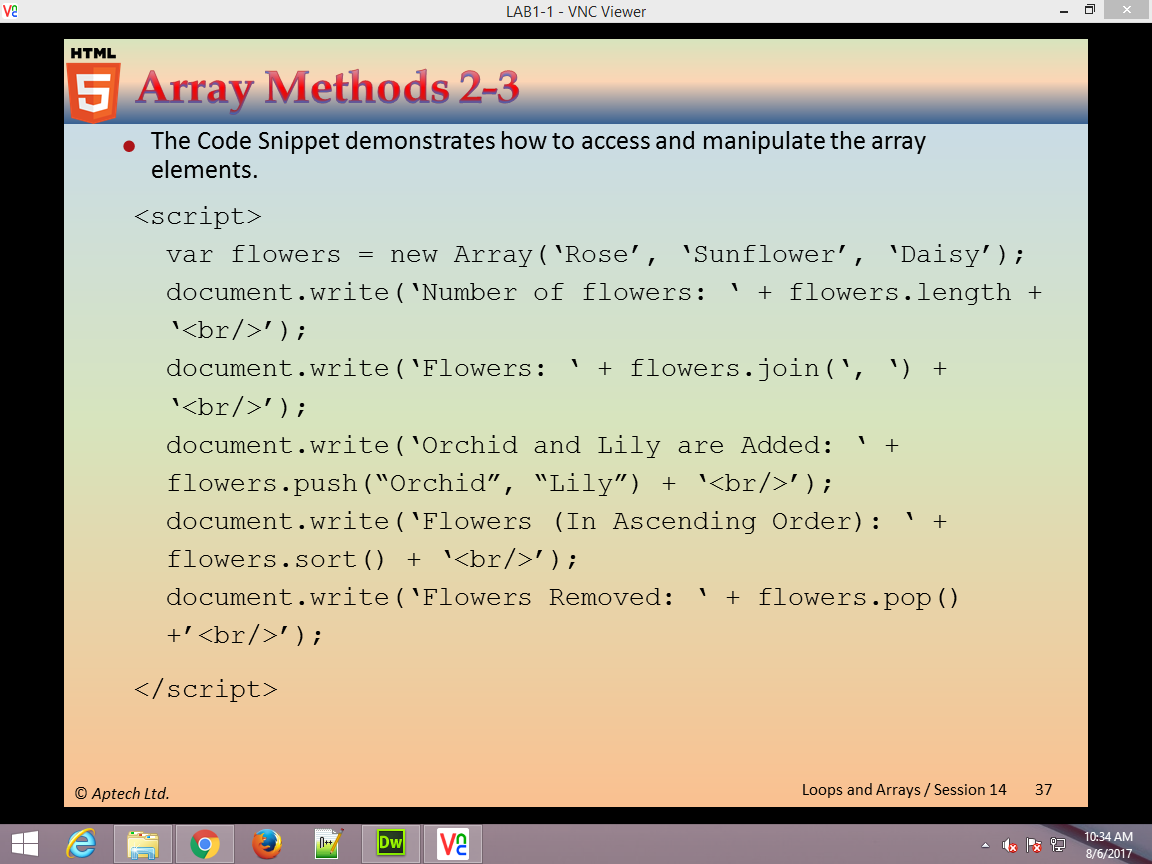 LAB1-1 - VNC Viewer
HTML
5
Array Methods 2-3
The Code Snippet demonstrates how to access and manipulate the array
elements.
<script>
var flowers = new Array(‘Rose’, ‘Sunflower’, ‘Daisy’);
document.write(‘Number of flowers: ‘ + flowers.length +
‘<br/>’);
document.write(‘Flowers: ‘ + flowers.join(‘, ‘) +
‘<br/>’);
document.write(‘Orchid and Lily are Added: ‘ +
flowers.push(“Orchid”, “Lily”) + ‘<br/>’);
document.write(‘Flowers (In Ascending Order): ‘ +
flowers.sort() + ‘<br/>’);
document.write(‘Flowers Removed: ‘ + flowers.pop()
+’<br/>’);
</script>
© Aptech Ltd.
Loops and Arrays / Session 14 37
Dw
10:34 AM
8/6/2017